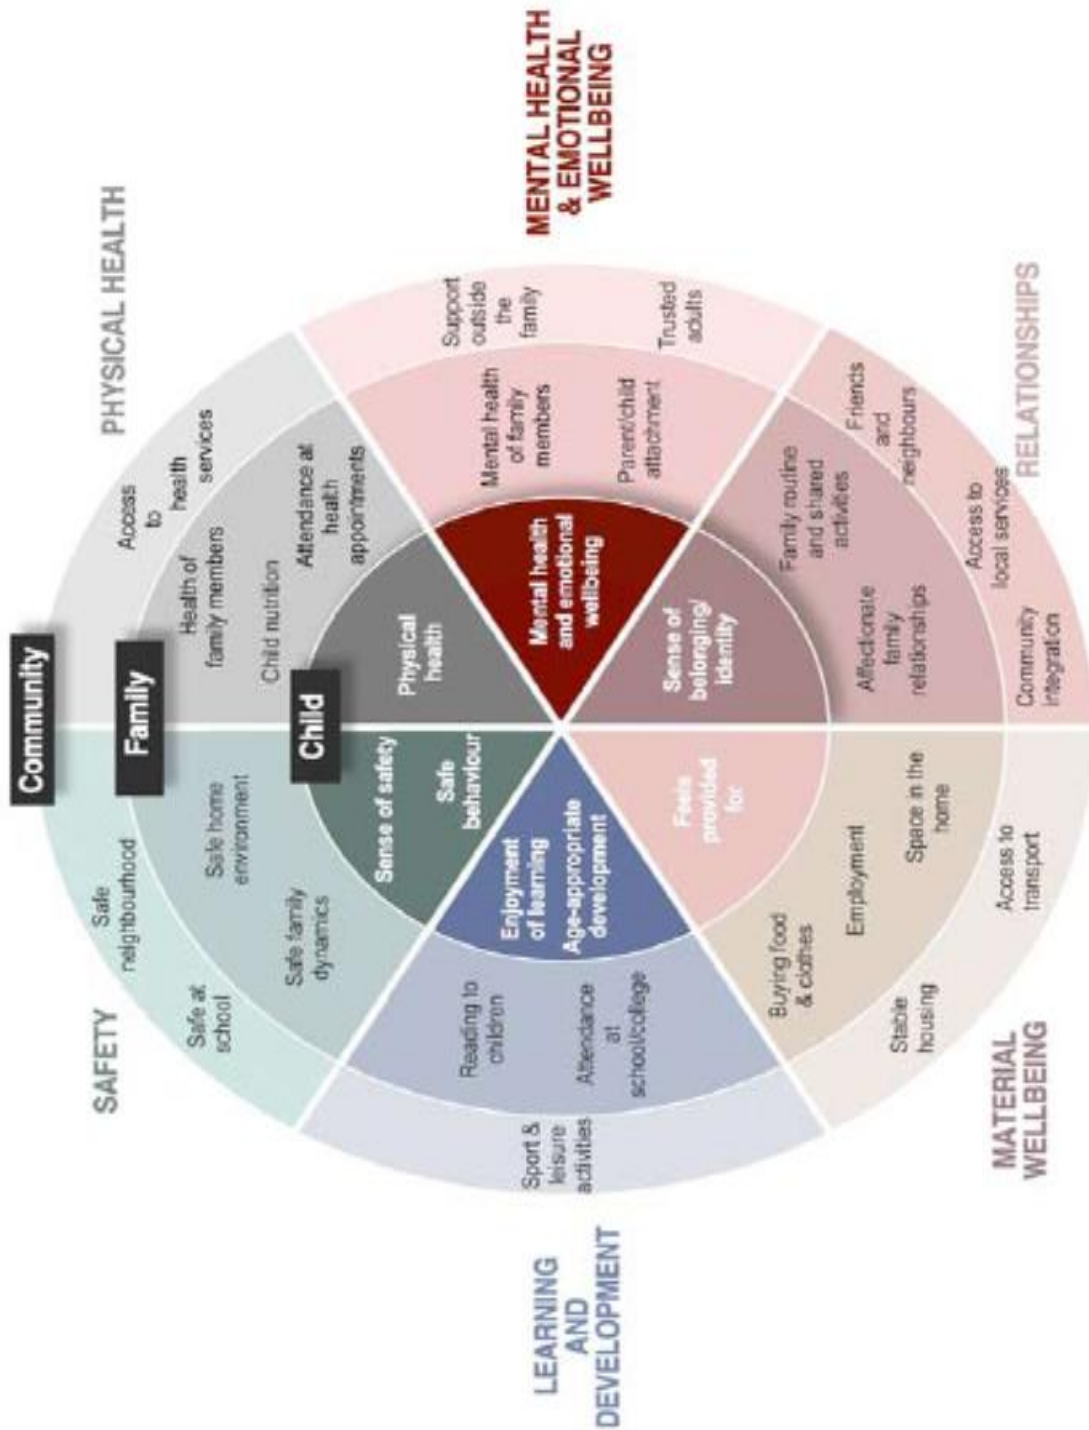 Community
Family
Child
SAFETY
Safe
neighbourhood
Safe at
school
Safe home
environment
Safe family
dynamics
Sense of safety
Safe
behaviour
PHYSICAL HEALTH
Access
to
health
services
Health of
family members
Child nutrition
Attendance at
health
appointments
Physical
health
MENTAL HEALTH
& EMOTIONAL
WELLBEING
Support
outside
the
family
Trusted
adults
Mental health
of family
members
Parent/child
attachment
Mental health
and emotional
wellbeing
RELATIONSHIPS
Friends
and
neighbours
Access to
local services
Community
integration
Family routine
and shared
activities
Affectionate
family
relationships
Sense of
belonging/
identity
MATERIAL
WELLBEING
Access to
transport
Stable
housing
Space in the
home
Employment
Buying food
& clothes
Feels
provided
for
LEARNING
AND
DEVELOPMENT
Sport &
leisure
activities
Reading to
children
Attendance
at
school/college
Enjoyment
of learning
Age-appropriate
development